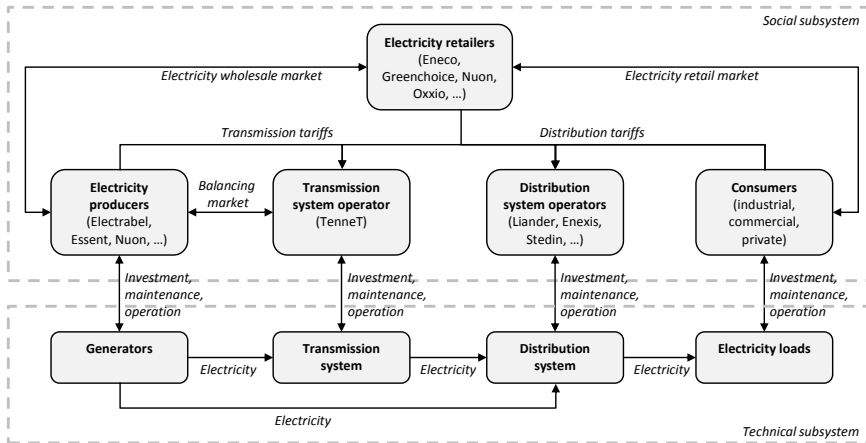 Social subsystem
Electricity retailers
(Eneco,
Greenchoice, Nuon,
Oxxio, ...)
Electricity wholesale market
Electricity retail market
Transmission tariffs
Distribution tariffs
Electricity
producers
(Electrabel,
Essent, Nuon, ...)
Balancing
market
Transmission
system operator
(TenneT)
Distribution
system operators
(Liander, Enexis,
Stedin, ...)
Consumers
(industrial,
commercial,
private)
Investment,
maintenance,
operation
Investment,
maintenance,
operation
Investment,
maintenance,
operation
Investment,
maintenance,
operation
Generators
Electricity
Transmission
system
Electricity
Distribution
system
Electricity
Electricity loads
Electricity
Technical subsystem